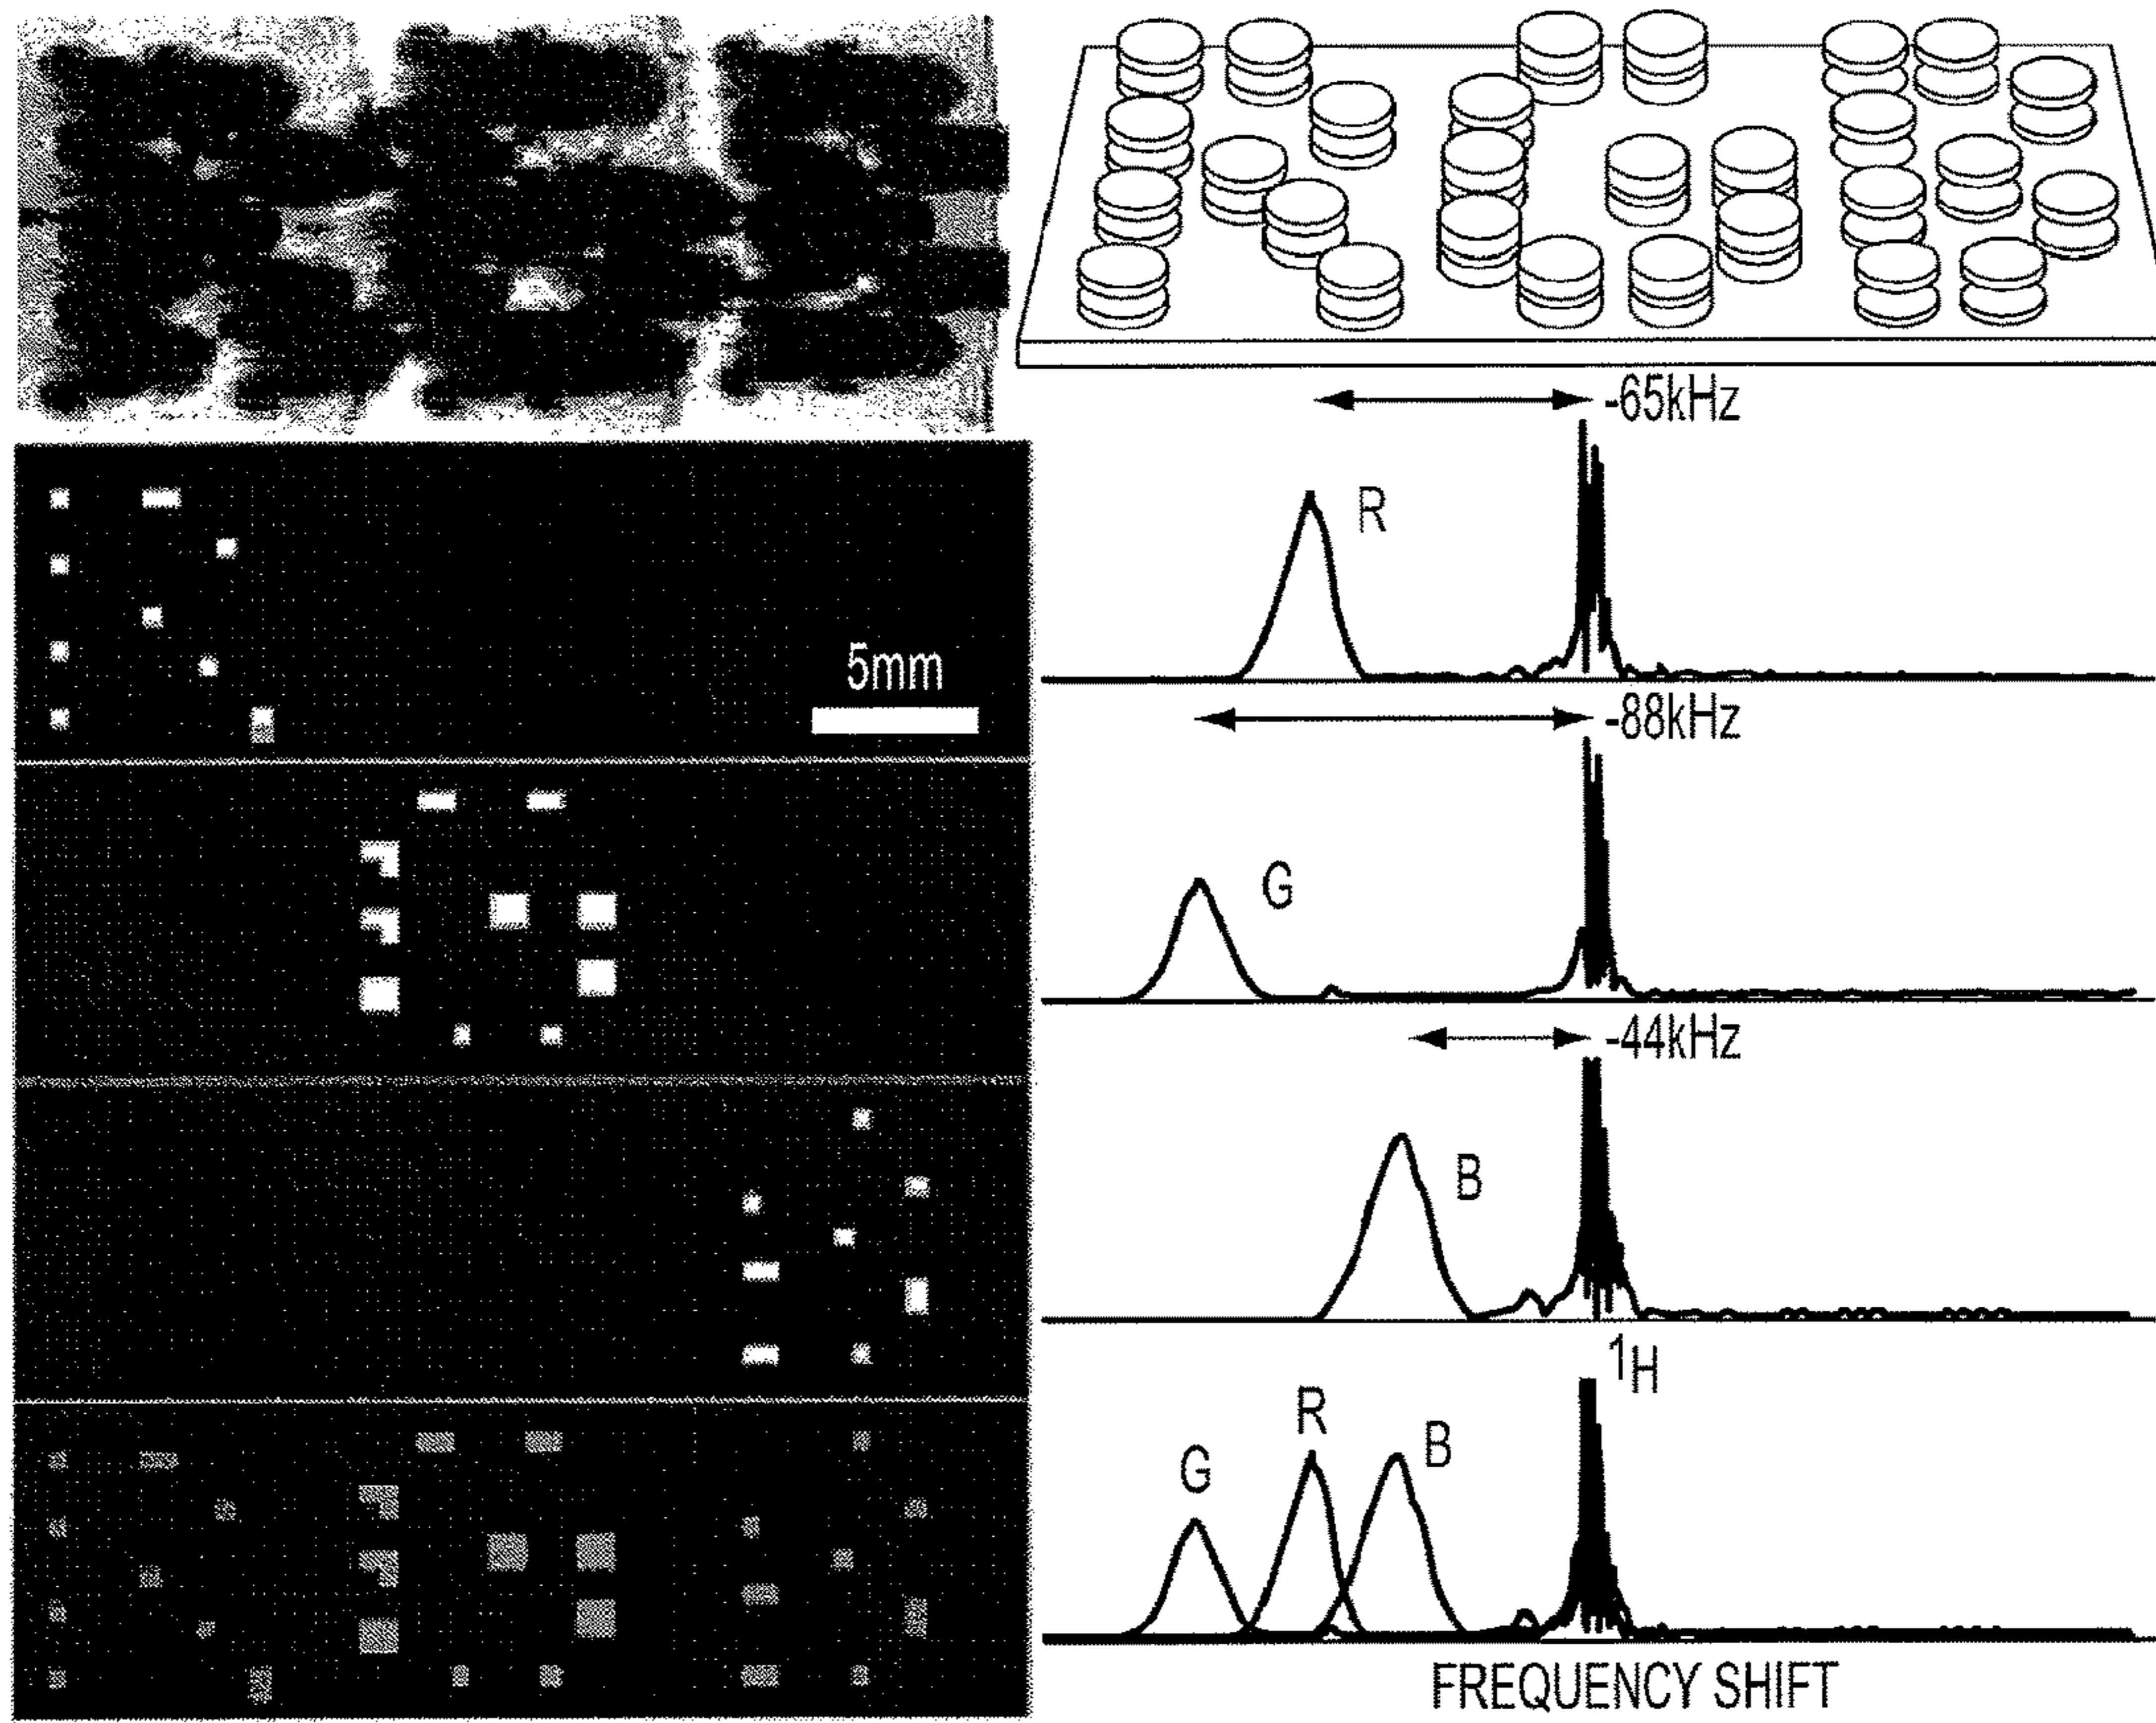 -65kHz
R
5mm
-88kHz
G
-44kHz
B
1H
R
B
G
FREQUENCY SHIFT